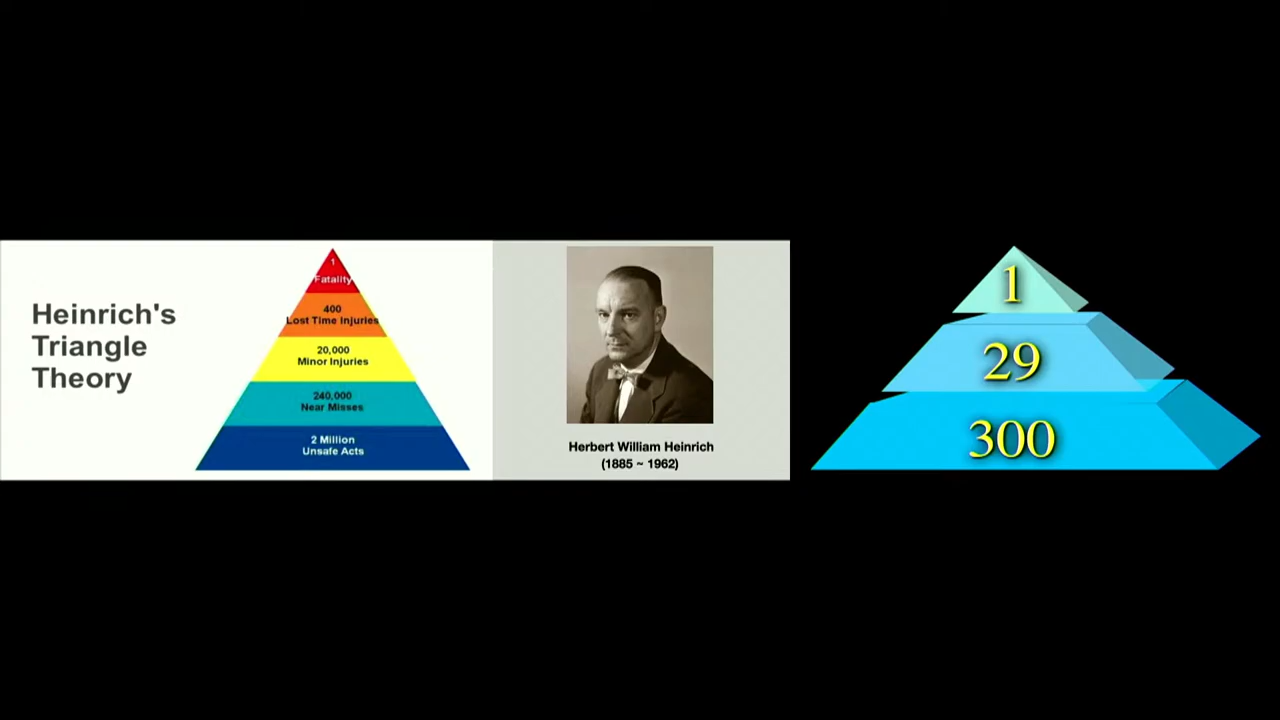 Heinrich's
Triangle
Theory
1
Fatality
400
Lost Time Injuries
20,000
Minor Injuries
240,000
Near Misses
2 Million
Unsafe Acts
Herbert William Heinrich
(1885 ~ 1962)
1
29
300